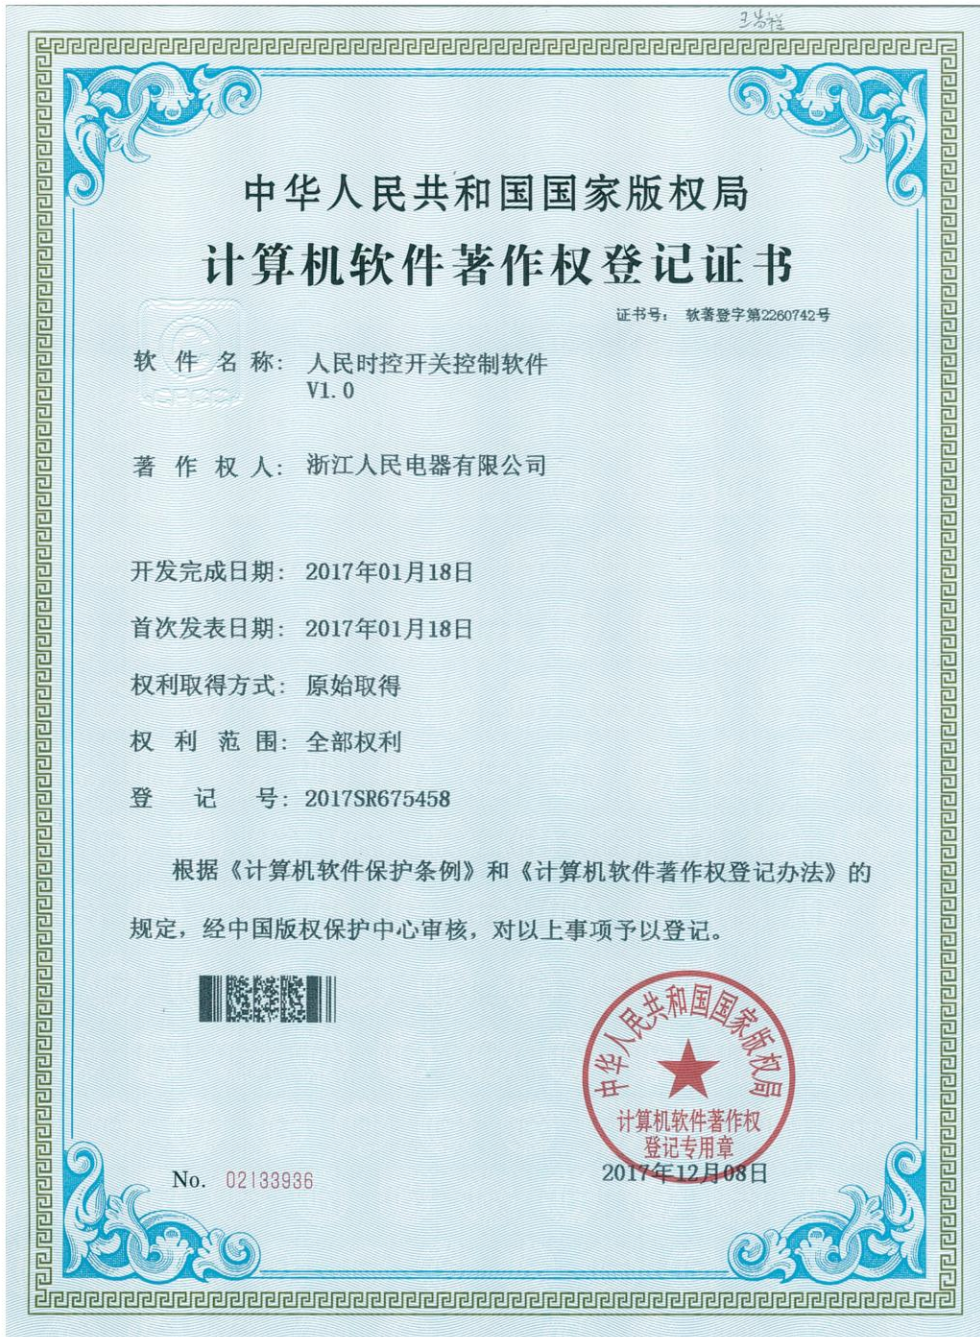 中华人民共和国国家版权局
计算机软件著作权登记证书
证书号： 软著登字第2260742号
软件名称： 人民时控开关控制软件
V1.0
著作权人： 浙江人民电器有限公司
开发完成日期： 2017年01月18日
首次发表日期： 2017年01月18日
权利取得方式： 原始取得
权利范围： 全部权利
登记号： 2017SR675458
根据《计算机软件保护条例》和《计算机软件著作权登记办法》的
规定，经中国版权保护中心审核，对以上事项予以登记。
中华人民共和国国家版权局
计算机软件著作权
登记专用章
2017年12月08日
No. 02133936